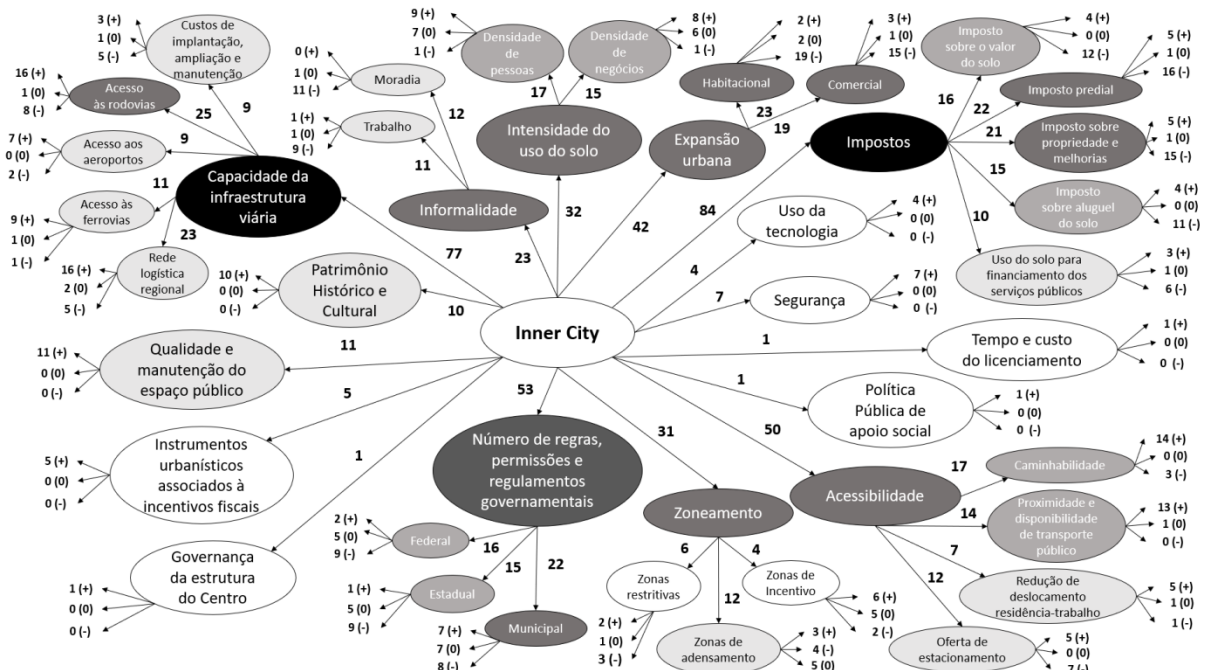 3 (+)
1 (0)
5 (-)
Custos de
implantação,
ampliação e
manutenção
9
16 (+)
1 (0)
8 (-)
Acesso
às rodovias
25
7 (+)
0 (0)
2 (-)
Acesso aos
aeroportos
9
9 (+)
1 (0)
1 (-)
Acesso às
ferrovias
11
16 (+)
2 (0)
5 (-)
Rede
logística
regional
23
Capacidade da
infraestrutura
viária
77
0 (+)
1 (0)
11 (-)
Moradia
12
1 (+)
1 (0)
9 (-)
Trabalho
11
Informalidade
23
9 (+)
7 (0)
1 (-)
Densidade
de
pessoas
17
8 (+)
6 (0)
1 (-)
Densidade
de
negócios
15
Intensidade do
uso do solo
32
2 (+)
2 (0)
19 (-)
Habitacional
23
3 (+)
1 (0)
15 (-)
Comercial
19
Expansão
urbana
42
4 (+)
0 (0)
12 (-)
Imposto
sobre o valor
do solo
16
5 (+)
1 (0)
16 (-)
Imposto predial
22
5 (+)
1 (0)
15 (-)
Imposto sobre
propriedade e
melhorias
21
4 (+)
0 (0)
11 (-)
Imposto
sobre aluguel
do solo
15
3 (+)
1 (0)
6 (-)
Uso do solo para
financiamento dos
serviços públicos
10
Impostos
84
Uso da
tecnologia
4 (+)
0 (0)
0 (-)
4
Segurança
7 (+)
0 (0)
0 (-)
7
Tempo e custo
do licenciamento
1 (+)
0 (0)
0 (-)
1
Política
Pública de
apoio social
1 (+)
0 (0)
0 (-)
1
Inner City
10 (+)
0 (0)
0 (-)
Patrimônio
Histórico e
Cultural
10
11 (+)
0 (0)
0 (-)
Qualidade e
manutenção do
espaço público
11
5 (+)
0 (0)
0 (-)
Instrumentos
urbanísticos
associados à
incentivos fiscais
5
1 (+)
0 (0)
0 (-)
Governança
da estrutura
do Centro
1
53
Número de regras,
permissões e
regulamentos
governamentais
2 (+)
5 (0)
9 (-)
Federal
16
1 (+)
5 (0)
9 (-)
Estadual
15
7 (+)
7 (0)
8 (-)
Municipal
22
31
Zoneamento
6
Zonas
restritivas
2 (+)
1 (0)
3 (-)
12
Zonas de
adensamento
3 (+)
4 (-)
5 (0)
4
Zonas de
Incentivo
6 (+)
5 (0)
2 (-)
50
Acessibilidade
17
Caminhabilidade
14 (+)
0 (0)
3 (-)
14
Proximidade e
disponibilidade
de transporte
público
13 (+)
1 (0)
0 (-)
7
Redução de
deslocamento
residência-trabalho
5 (+)
1 (0)
1 (-)
12
Oferta de
estacionamento
5 (+)
0 (0)
7 (-)